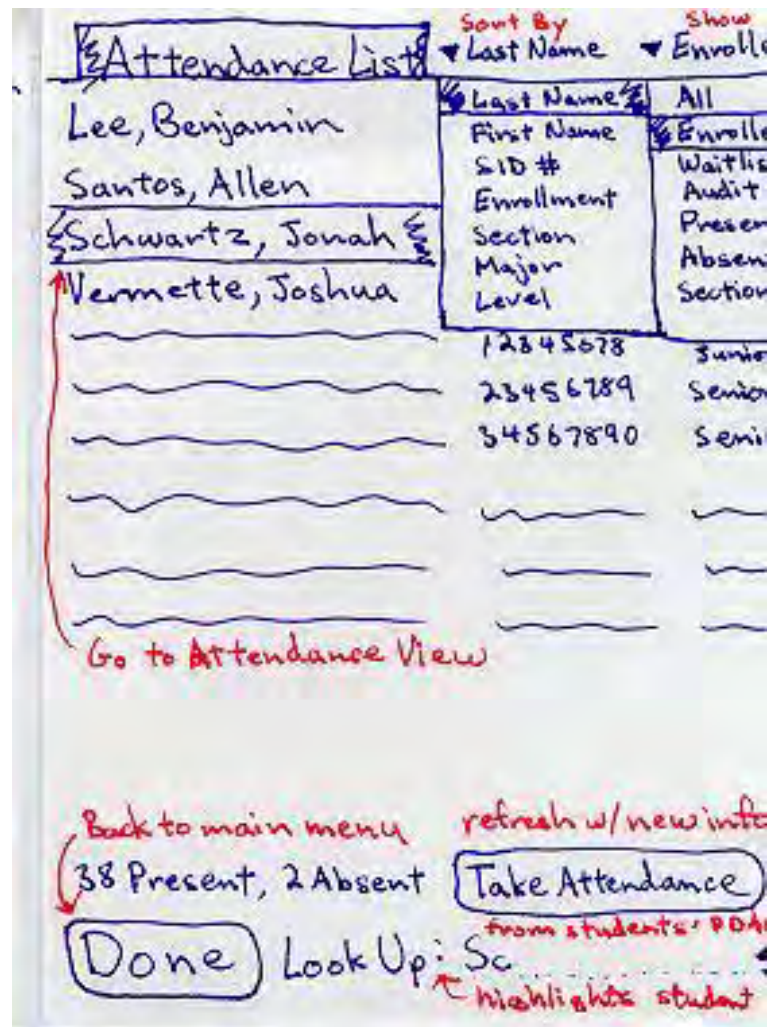 Sort By Show
Attendance List Last Name
Last Name All
Lee, Benjamin First Name
SID #
Santos, Allen Enrollment Audit
Schwartz, Jonah Section
Major
Vermette, Joshua Level Section
12345678
23456789 Senior
34567890
Go to Attendance View
Back to main menu refresh w/ new info
38 Present, 2 Absent Take Attendance
from students'
Done Look Up: Sc
highlights student